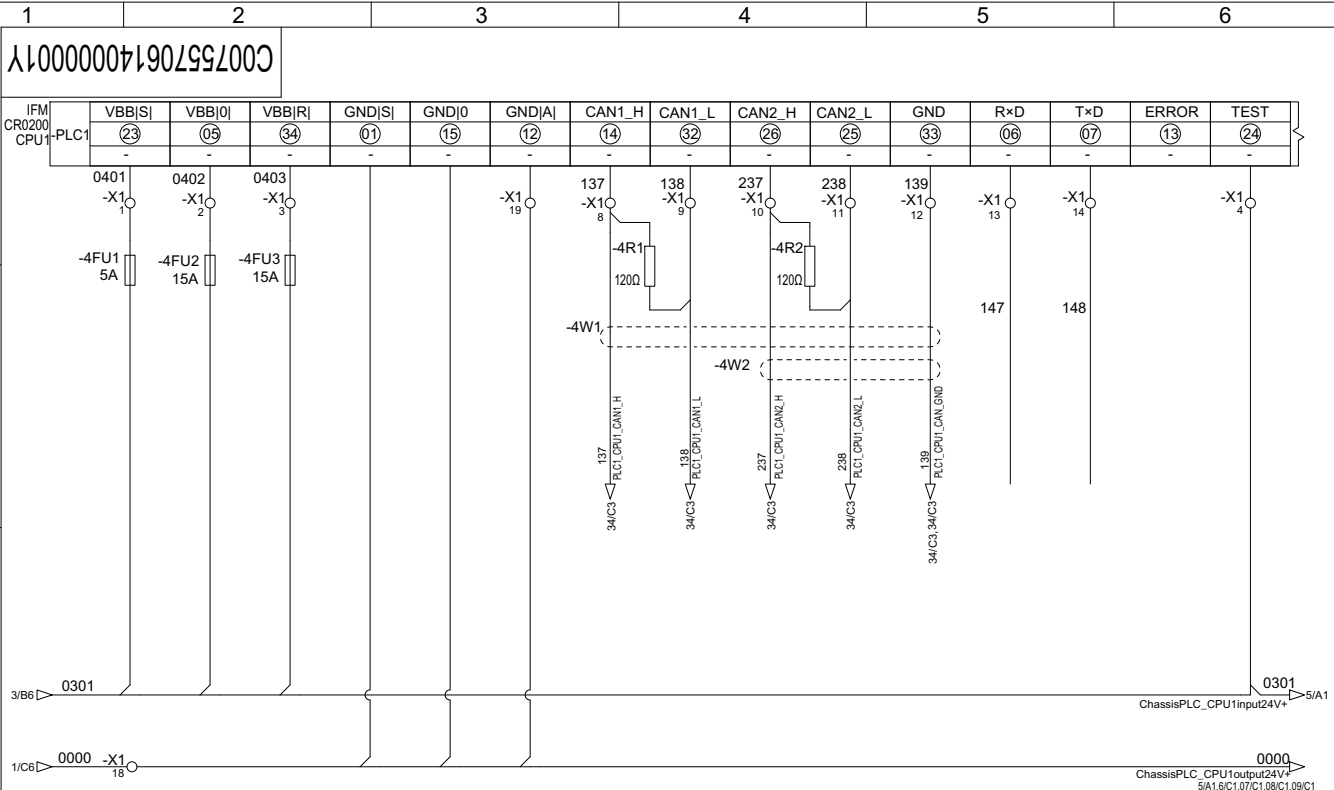 1 2 3 4 5 6
C007557061400000001Y
IFM
CR0200
CPU1
-PLC1
VBB|S| VBB|0| VBB|R| GND|S| GND|0 GND|A| CAN1_H CAN1_L CAN2_H CAN2_L GND R×D T×D ERROR TEST
23 05 34 01 15 12 14 32 26 25 33 06 07 13 24
- - - - - - - - - - - - - - -
0401 0402 0403 137 138 237 238 139
-X1 -X1 -X1 -X1 -X1 -X1 -X1 -X1 -X1 -X1 -X1 -X1
1 2 3 19 8 9 10 11 12 13 14 4
-4FU1 -4FU2 -4FU3 -4R1 -4R2
5A 15A 15A 120Ω 120Ω
147 148
-4W1
-4W2
137 PLC1_CPU1_CAN1_H
138 PLC1_CPU1_CAN1_L
237 PLC1_CPU1_CAN2_H
238 PLC1_CPU1_CAN2_L
139 PLC1_CPU1_CAN_GND
34/C3 34/C3 34/C3 34/C3 34/C3,34/C3
3/B6 0301 0301 5/A1
ChassisPLC_CPU1input24V+
1/C6 0000 -X1 0000
18
ChassisPLC_CPU1output24V+
5/A1.6/C1.07/C1.08/C1.09/C1